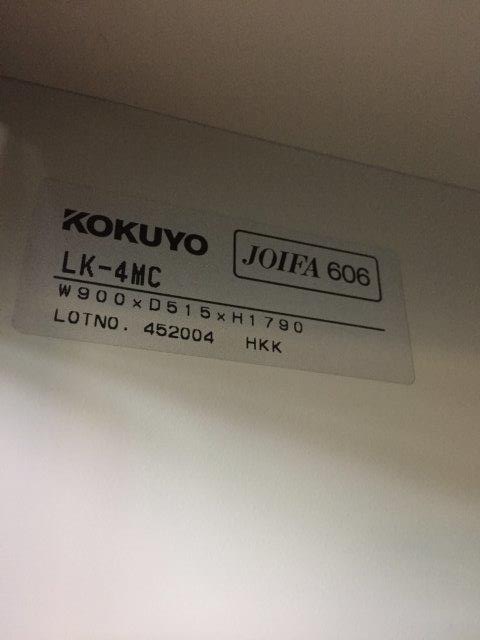 KOKUYO JOIFA 606
LK-4MC
W900×D515×H1790
LOTNO. 452004 HKK